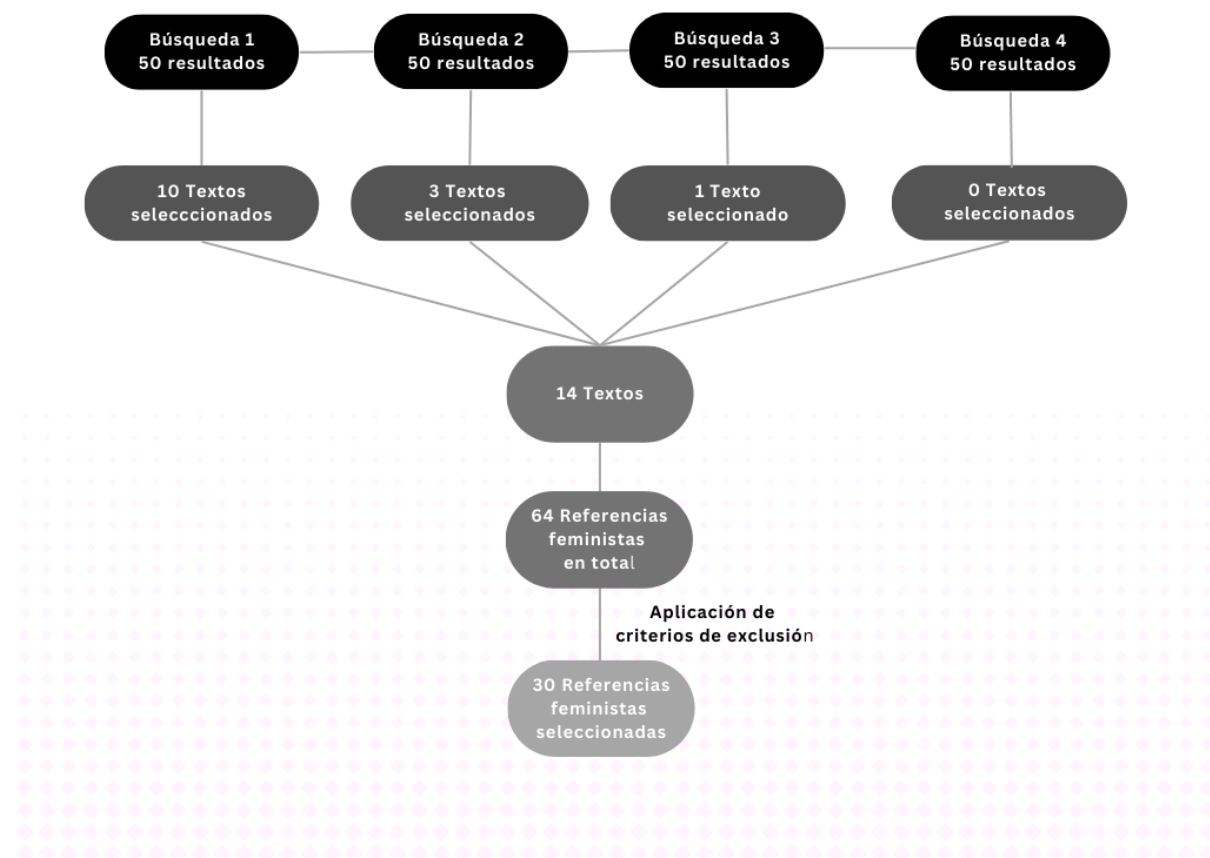 Búsqueda 1
50 resultados
Búsqueda 2
50 resultados
Búsqueda 3
50 resultados
Búsqueda 4
50 resultados
10 Textos
selecccionados
3 Textos
seleccionados
1 Texto
seleccionado
0 Textos
seleccionados
14 Textos
64 Referencias
feministas
en total
Aplicación de
criterios de exclusión
30 Referencias
feministas
seleccionadas